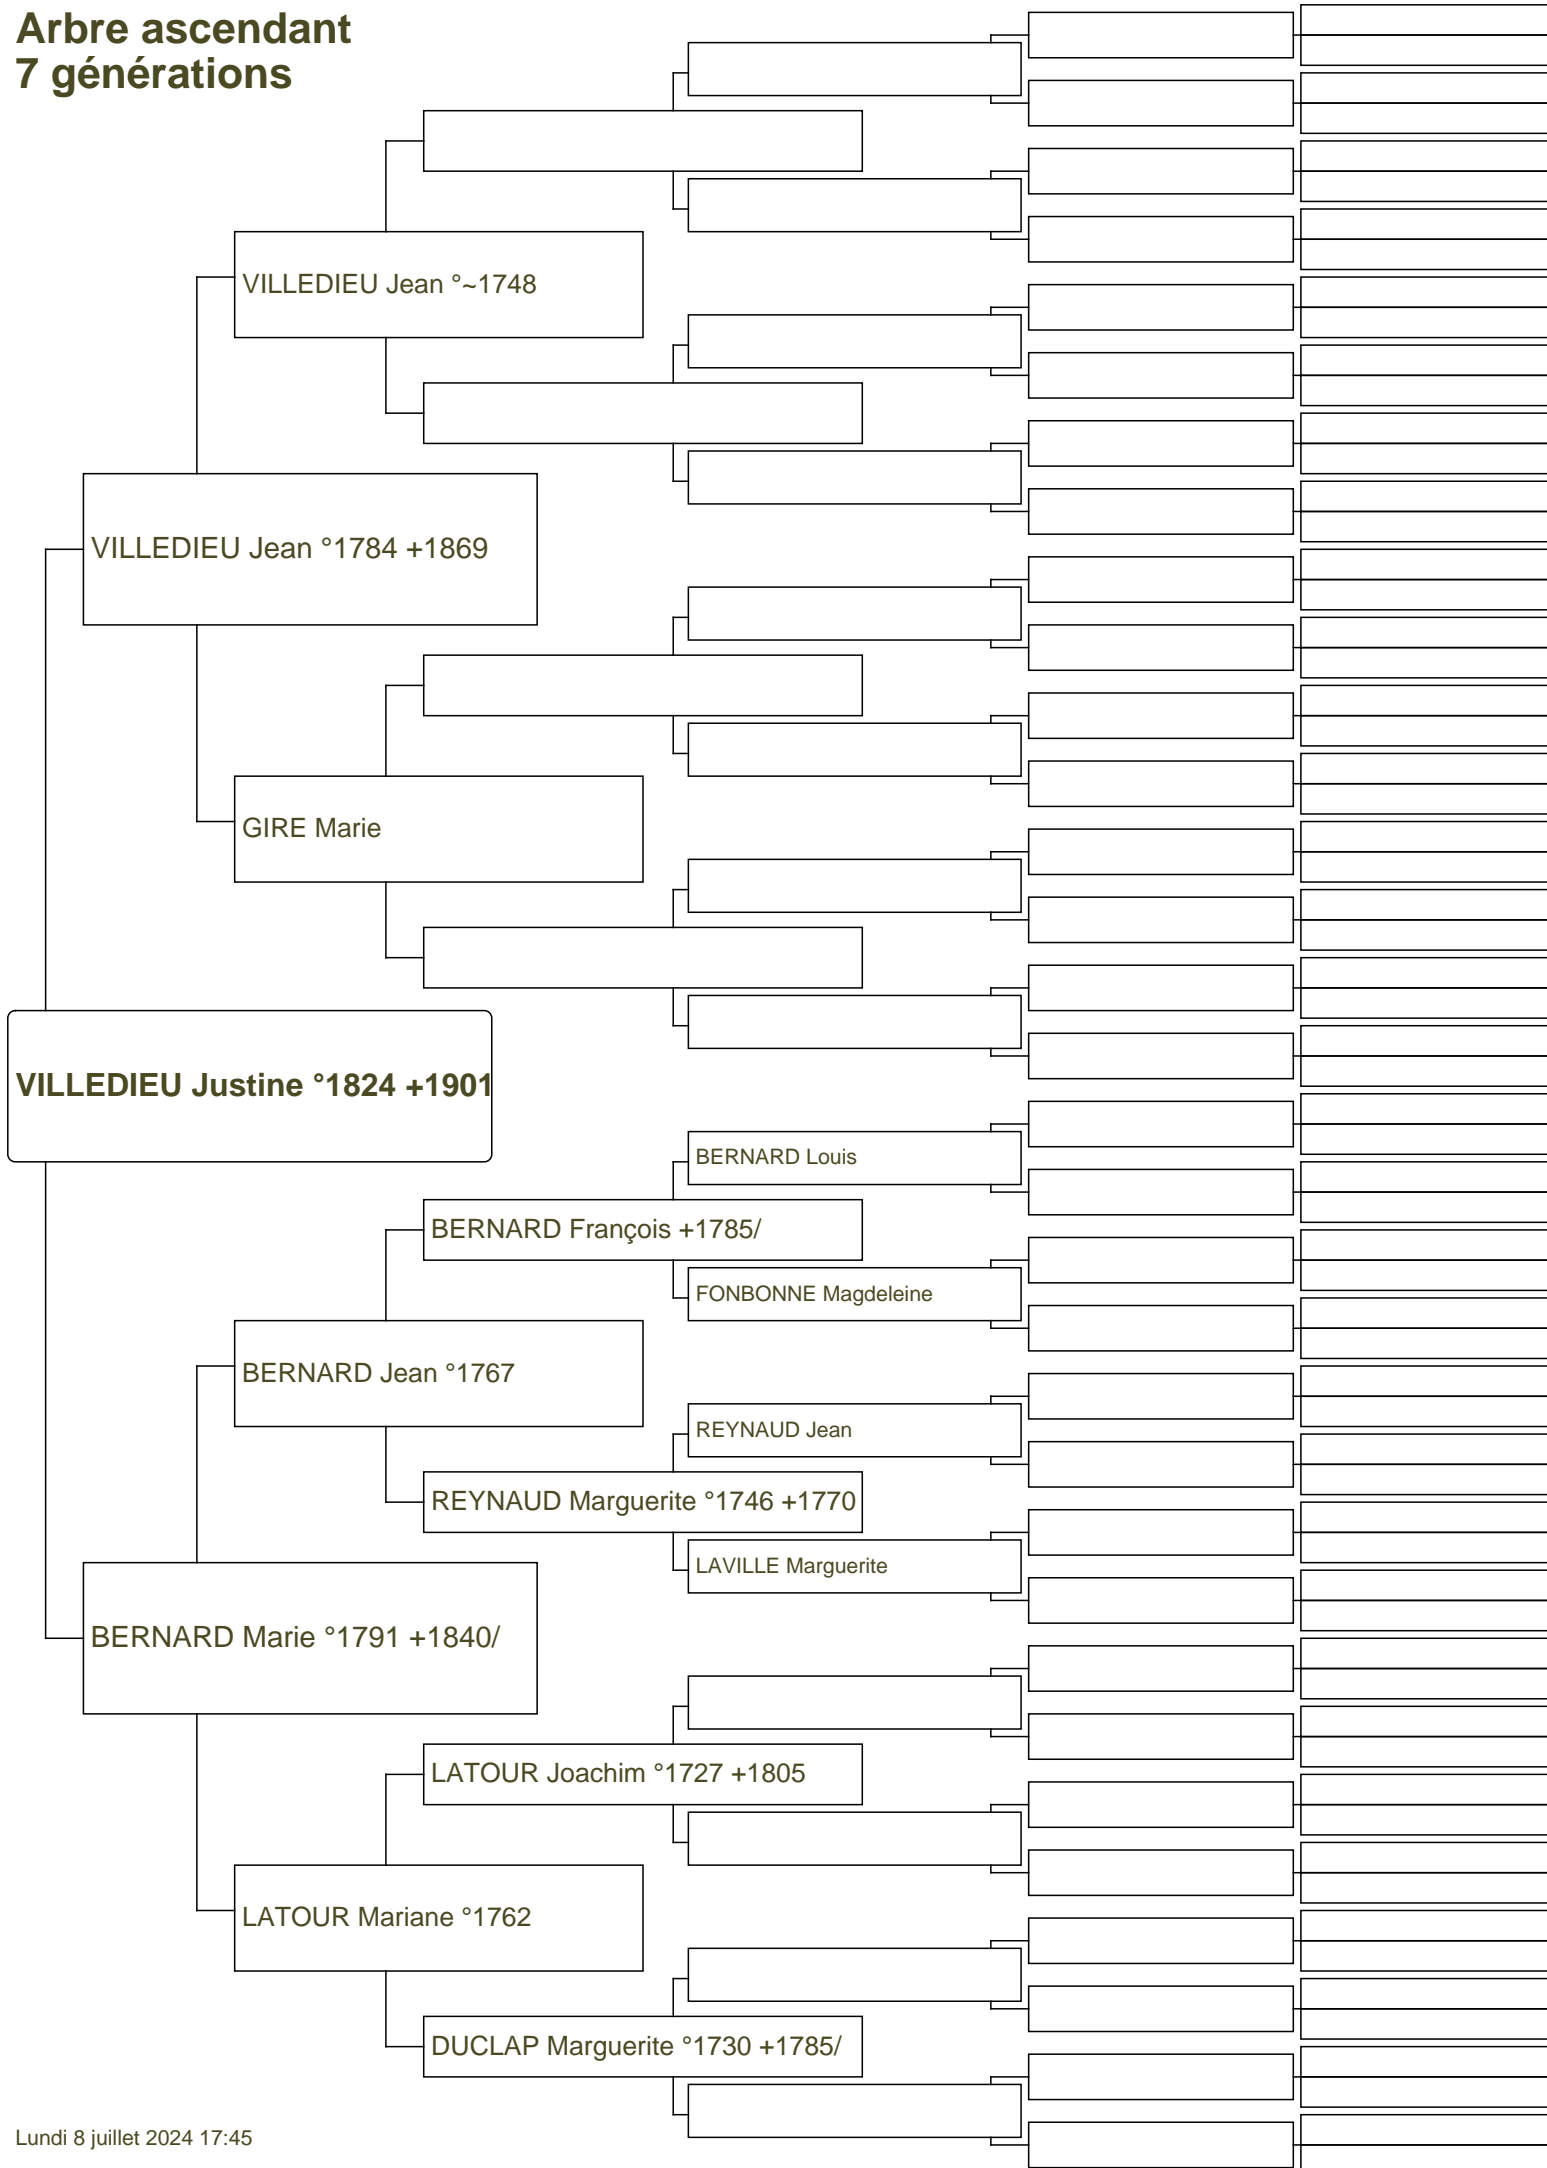 Arbre ascendant
7 générations
VILLEDIEU Jean °~1748
VILLEDIEU Jean °1784 +1869
GIRE Marie
VILLEDIEU Justine °1824 +1901
BERNARD Louis
BERNARD François +1785/
FONBONNE Magdeleine
BERNARD Jean °1767
REYNAUD Jean
REYNAUD Marguerite °1746 +1770
LAVILLE Marguerite
BERNARD Marie °1791 +1840/
LATOUR Joachim °1727 +1805
LATOUR Mariane °1762
DUCLAP Marguerite °1730 +1785/
Lundi 8 juillet 2024 17:45